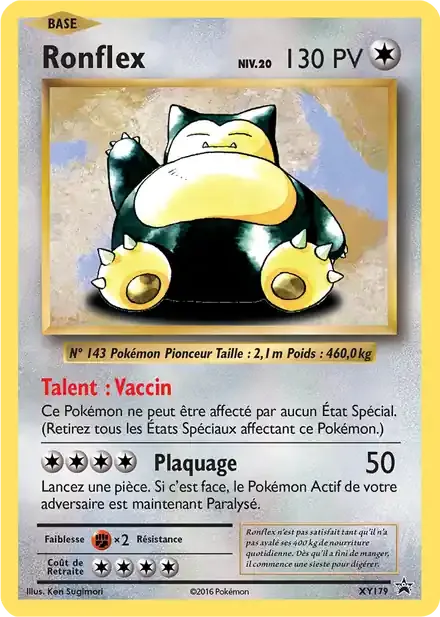 BASE
Ronflex NIV.20 130 PV
N° 143 Pokémon Pionceur Taille : 2,1 m Poids : 460,0 kg
Talent : Vaccin
Ce Pokémon ne peut être affecté par aucun État Spécial.
(Retirez tous les États Spéciaux affectant ce Pokémon.)
Plaquage 50
Lancez une pièce. Si c'est face, le Pokémon Actif de votre
adversaire est maintenant Paralysé.
Faiblesse ×2 Résistance
Coût de
Retraite
Ronflex n'est pas satisfait tant qu'il n'a
pas avalé ses 400 kg de nourriture
quotidienne. Dès qu'il a fini de manger,
il commence une sieste pour digérer.
Illus. Ken Sugimori ©2016 Pokémon XY179